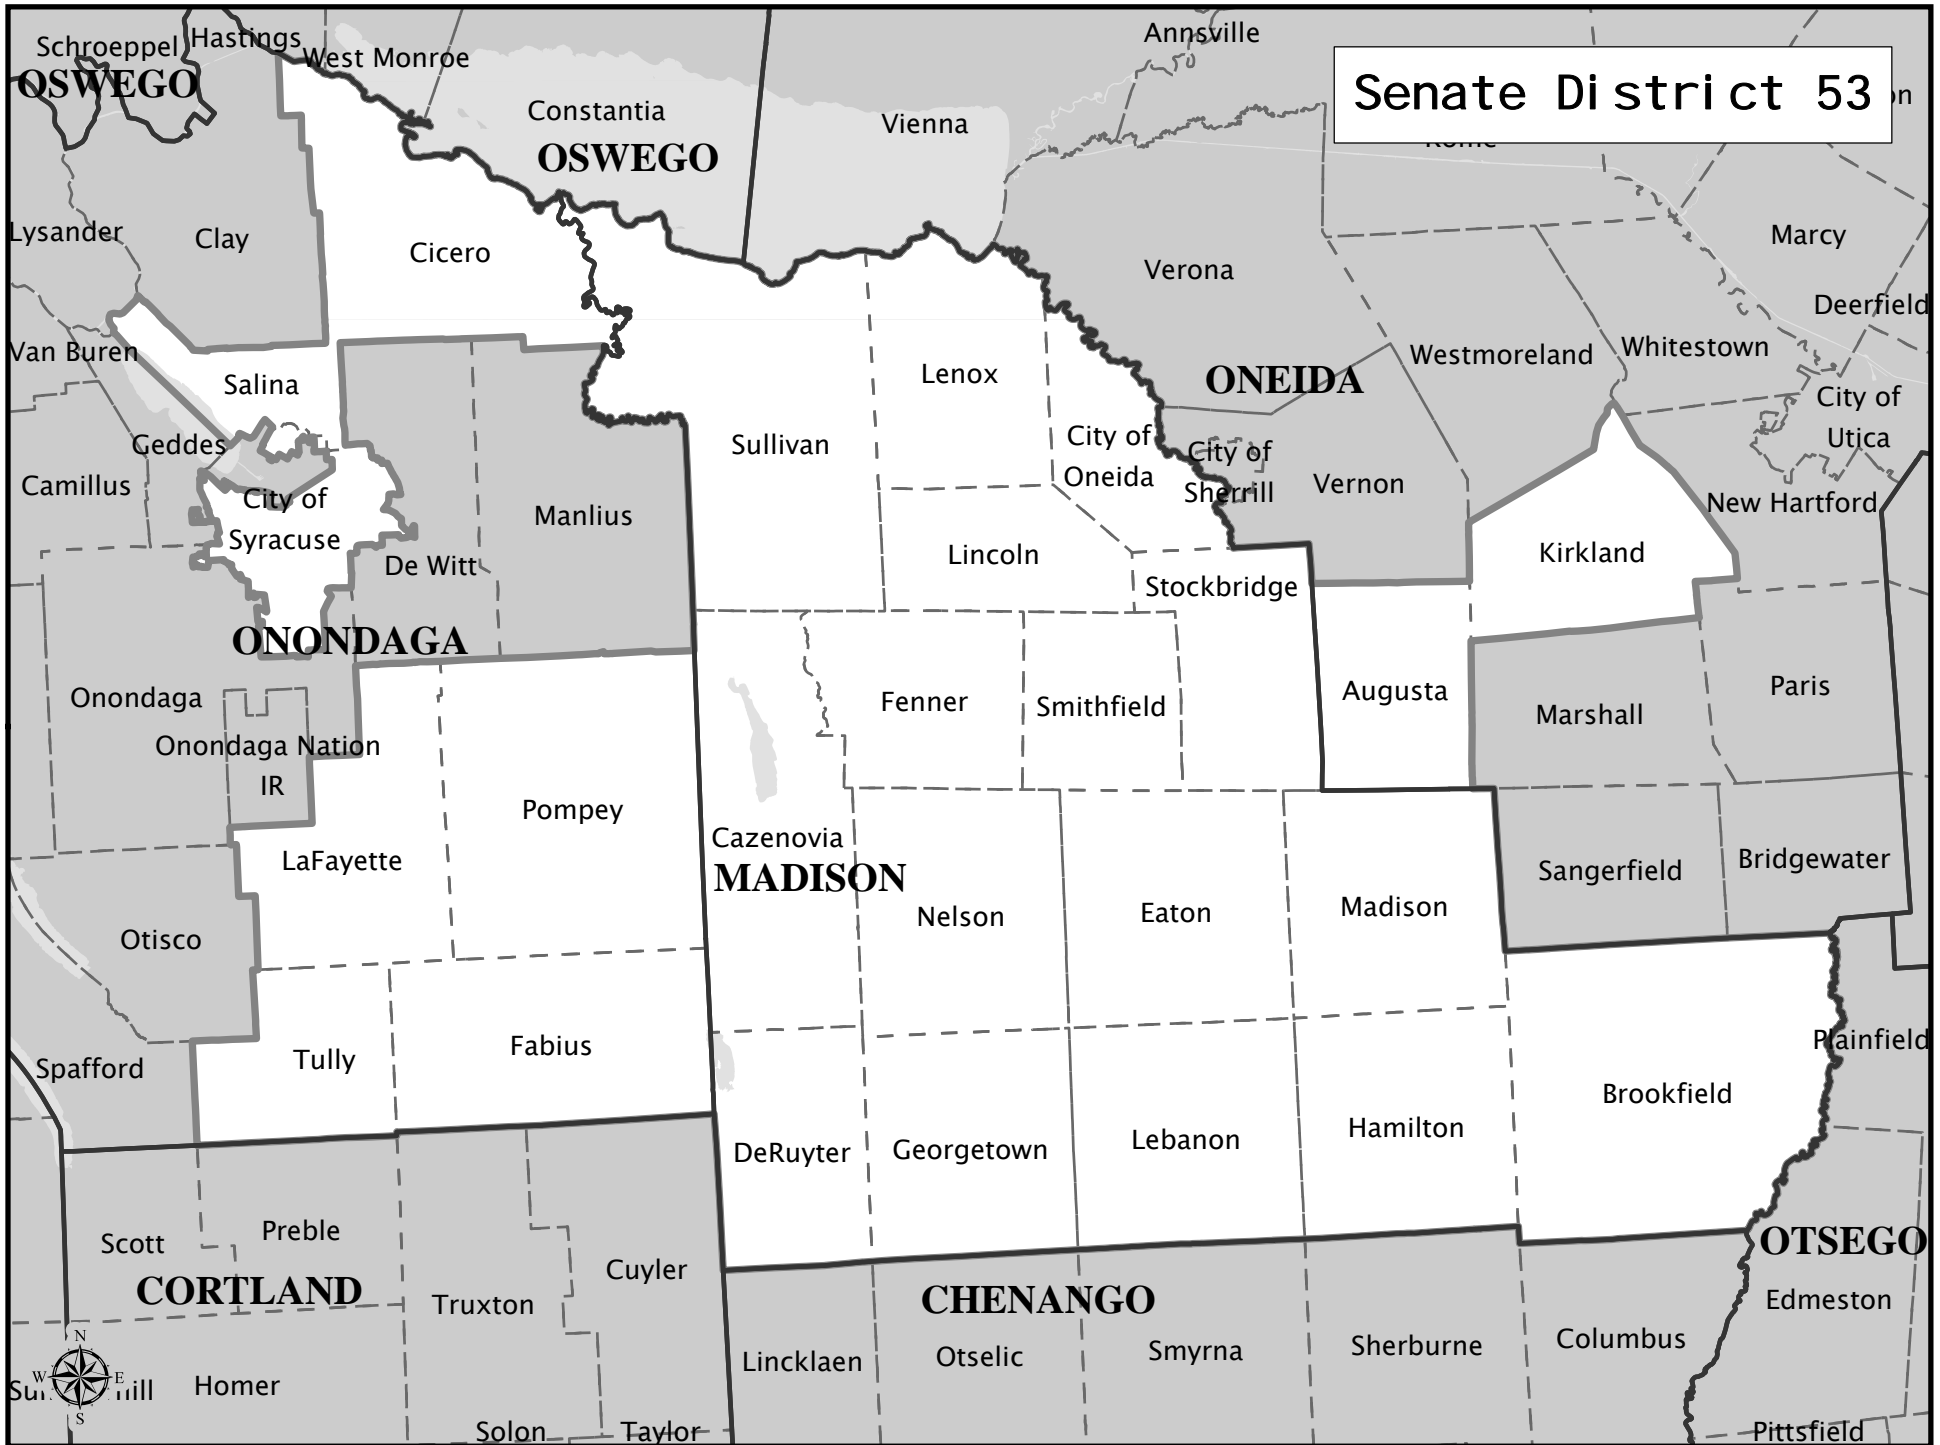 Annsville
Schroeppel
Hastings
West Monroe
OSWEGO
Senate District 53
Constantia
Vienna
OSWEGO
Lysander
Clay
Cicero
Verona
Marcy
Deerfield
Van Buren
Salina
Lenox
ONEIDA
Westmoreland
Whitestown
City of
Utica
Geddes
Camillus
City of
Syracuse
Sullivan
City of
Oneida
City of
Sherrill
Vernon
New Hartford
Manlius
De Witt
Lincoln
Stockbridge
Kirkland
ONONDAGA
Onondaga
Onondaga Nation
IR
Fenner
Smithfield
Augusta
Marshall
Paris
Pompey
LaFayette
Cazenovia
MADISON
Nelson
Eaton
Madison
Sangerfield
Bridgewater
Otisco
Spafford
Tully
Fabius
Plainfield
Brookfield
DeRuyter
Georgetown
Lebanon
Hamilton
Scott
Preble
Cuyler
OTSEGO
CORTLAND
Truxton
CHENANGO
Edmeston
Lincklaen
Otselic
Smyrna
Sherburne
Columbus
N
W
E
S
Homer
Solon
Taylor
Pittsfield